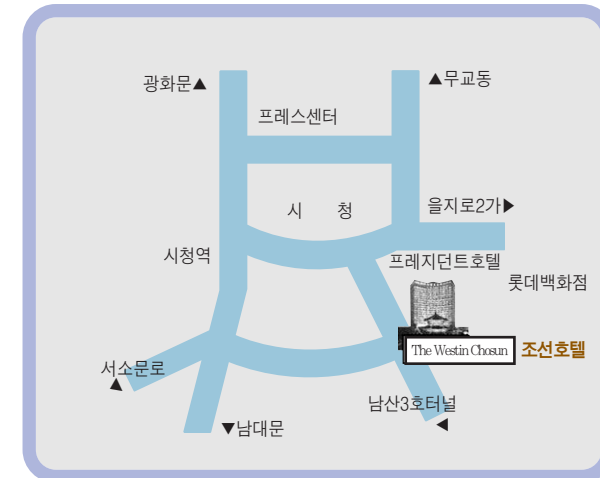 광화문▲
▲무교동
프레스센터
시 청
을지로2가▶
시청역
프레지던트호텔
롯데백화점
The Westin Chosun
조선호텔
서소문로
▲
남산3호터널
◀
▼남대문